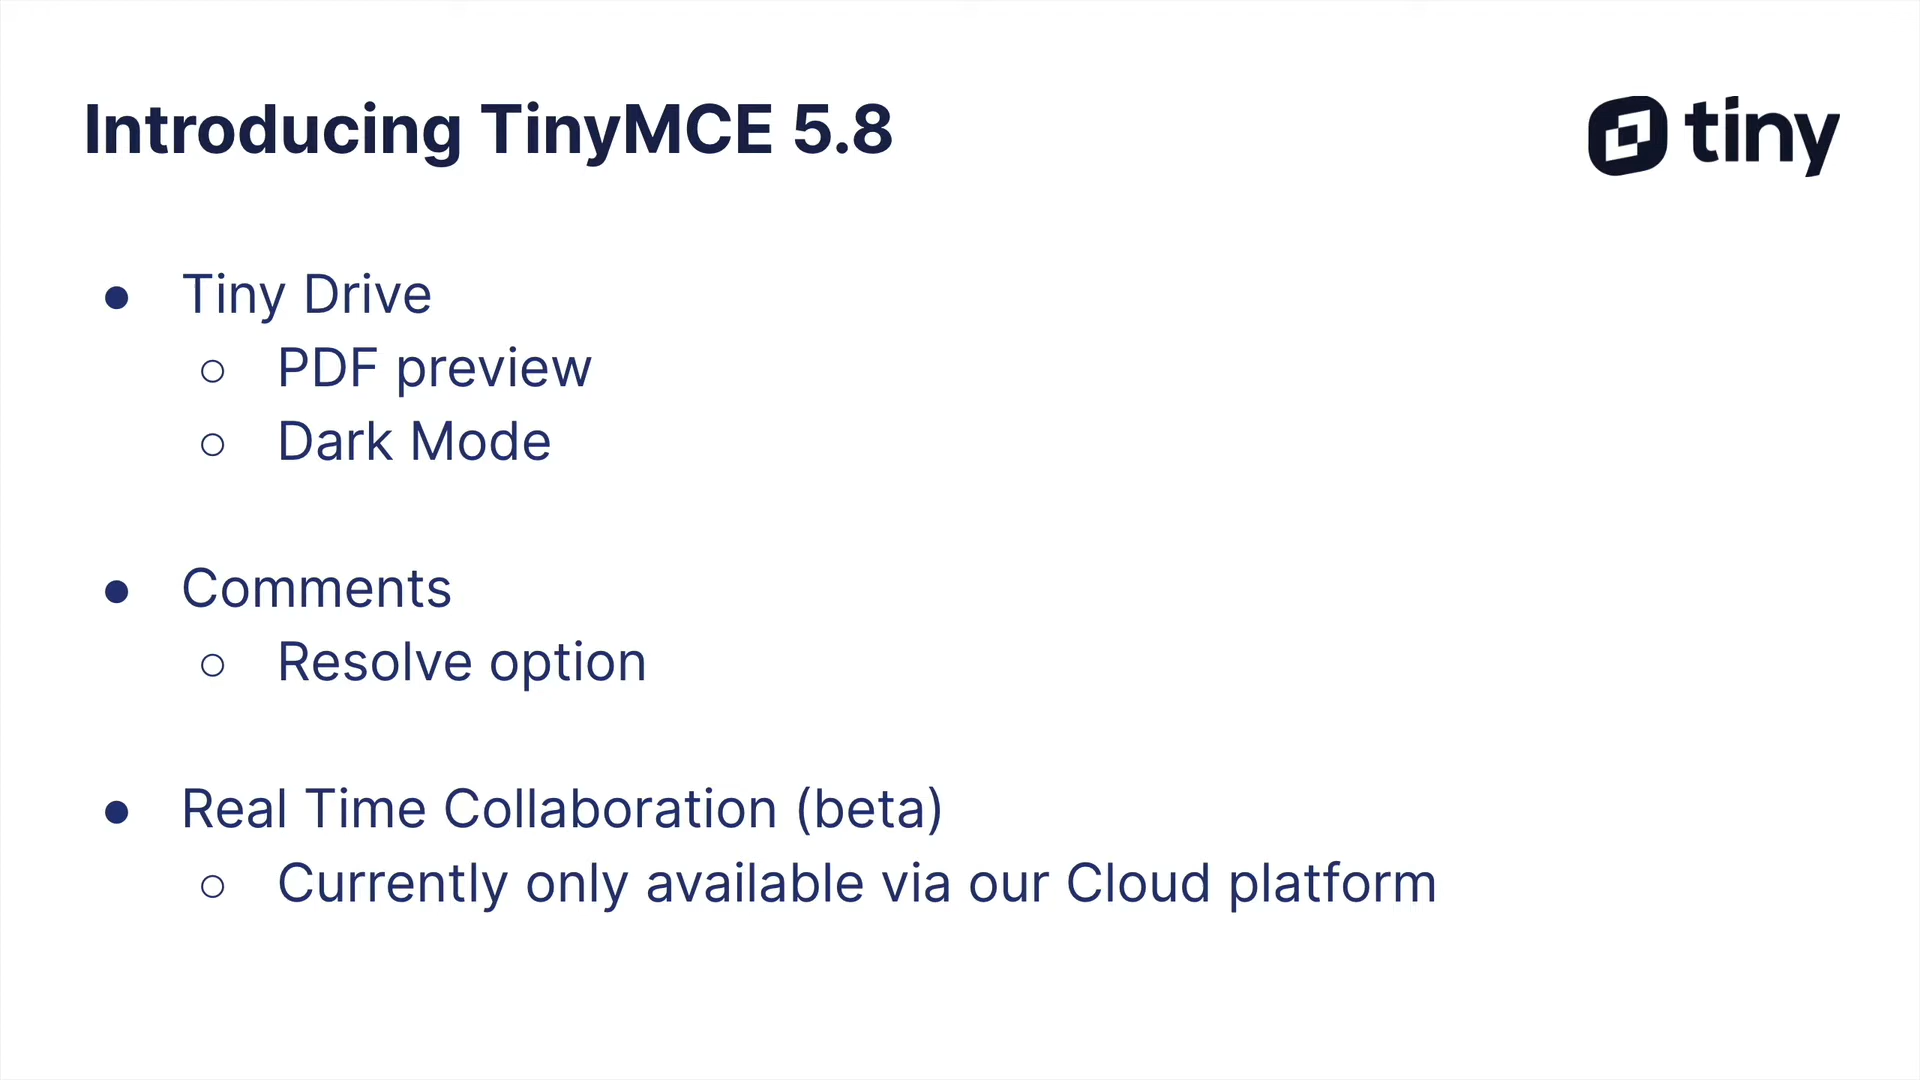 Introducing TinyMCE 5.8
tiny
● Tiny Drive
○ PDF preview
○ Dark Mode
● Comments
○ Resolve option
● Real Time Collaboration (beta)
○ Currently only available via our Cloud platform